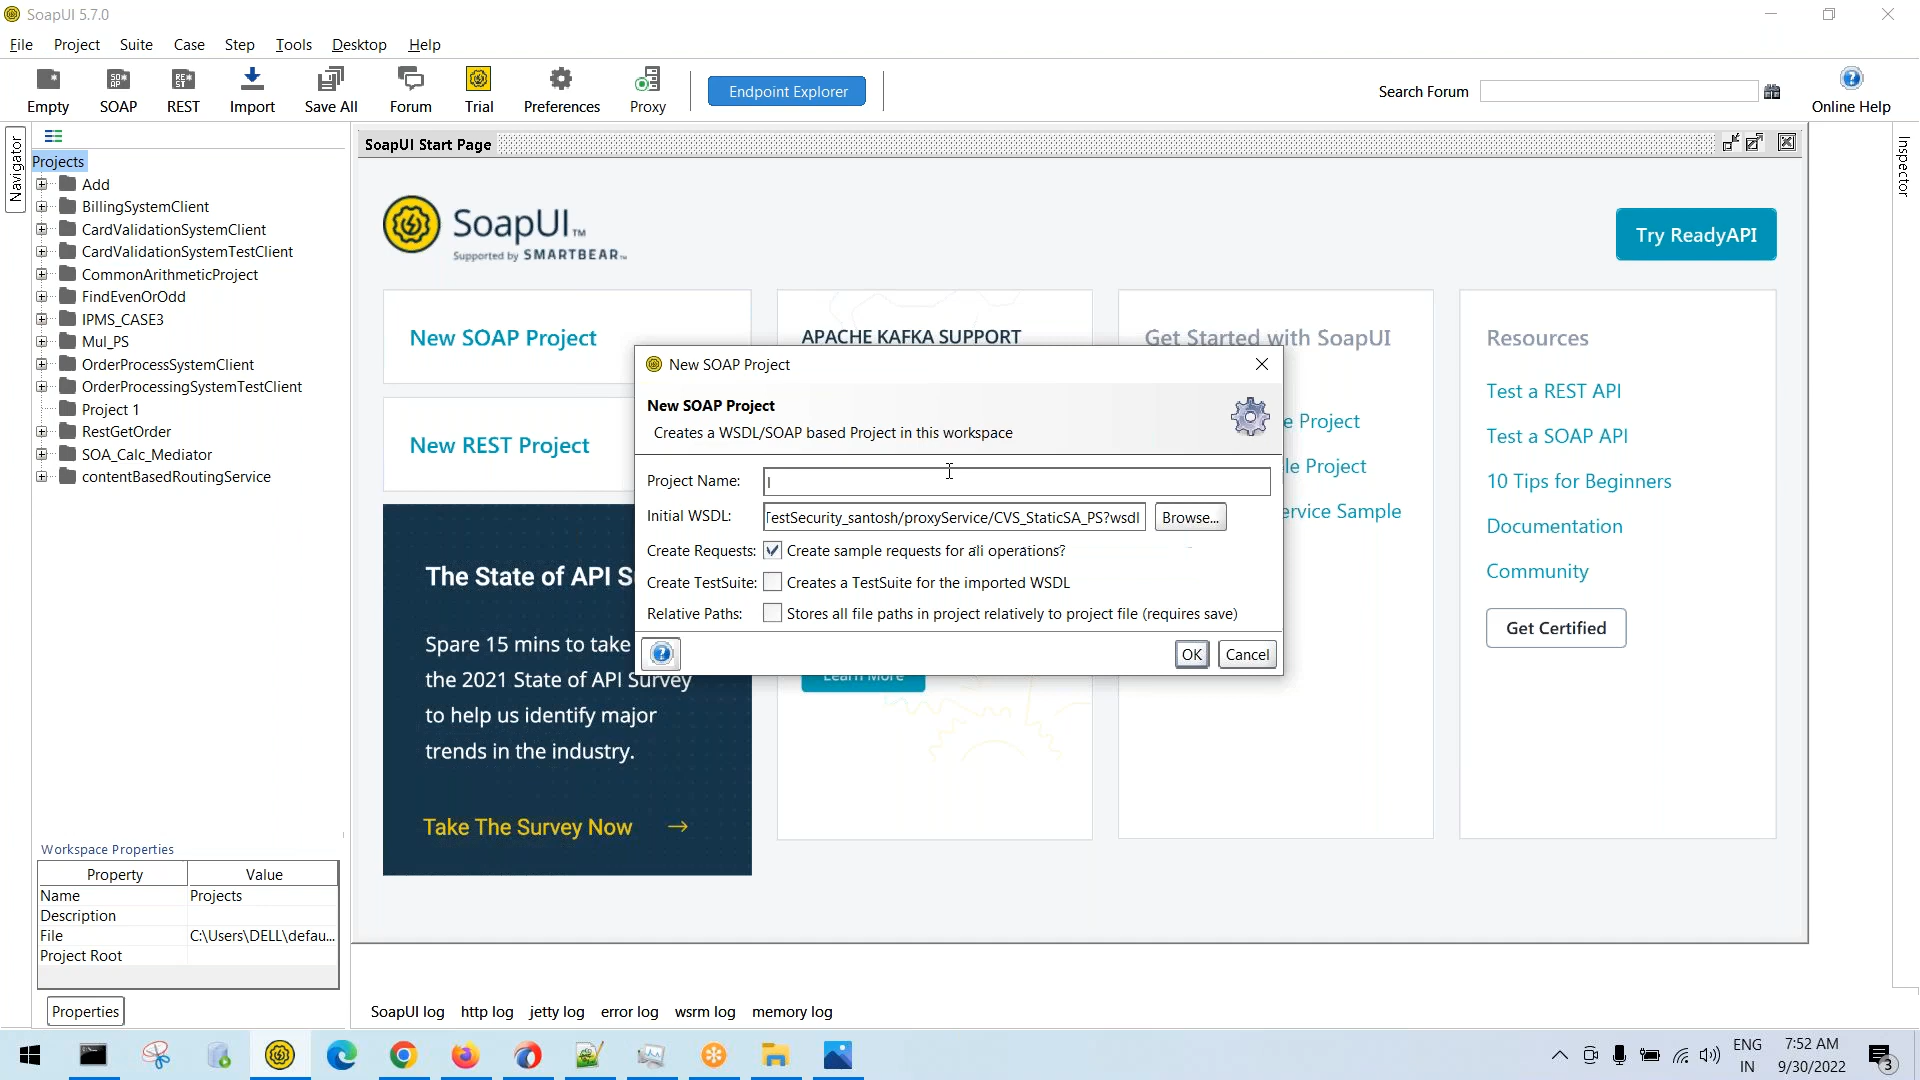 SoapUI 5.7.0
File Project Suite Case Step Tools Desktop Help
Empty SOAP REST Import Save All Forum Trial Preferences Proxy Endpoint Explorer Search Forum Online Help
Navigator
Inspector
SoapUI Start Page
Projects
Add
BillingSystemClient
CardValidationSystemClient
CardValidationSystemTestClient
CommonArithmeticProject
FindEvenOrOdd
IPMS_CASE3
Mul_PS
OrderProcessSystemClient
OrderProcessingSystemTestClient
Project 1
RestGetOrder
SOA_Calc_Mediator
contentBasedRoutingService
SoapUI™
Supported by SMARTBEAR™
Try ReadyAPI
New SOAP Project
New REST Project
APACHE KAFKA SUPPORT
Get Started with SoapUI
e Project
le Project
ervice Sample
Resources
Test a REST API
Test a SOAP API
10 Tips for Beginners
Documentation
Community
Get Certified
New SOAP Project
New SOAP Project
Creates a WSDL/SOAP based Project in this workspace
Project Name:
Initial WSDL: TestSecurity_santosh/proxyService/CVS_StaticSA_PS?wsdl Browse...
Create Requests: Create sample requests for all operations?
Create TestSuite: Creates a TestSuite for the imported WSDL
Relative Paths: Stores all file paths in project relatively to project file (requires save)
OK Cancel
Learn More
The State of API S
Spare 15 mins to take
the 2021 State of API Survey
to help us identify major
trends in the industry.
Take The Survey Now →
Workspace Properties
Property Value
Name Projects
Description
File C:\Users\DELL\defau...
Project Root
Properties
SoapUI log http log jetty log error log wsrm log memory log
ENG
IN
7:52 AM
9/30/2022
3